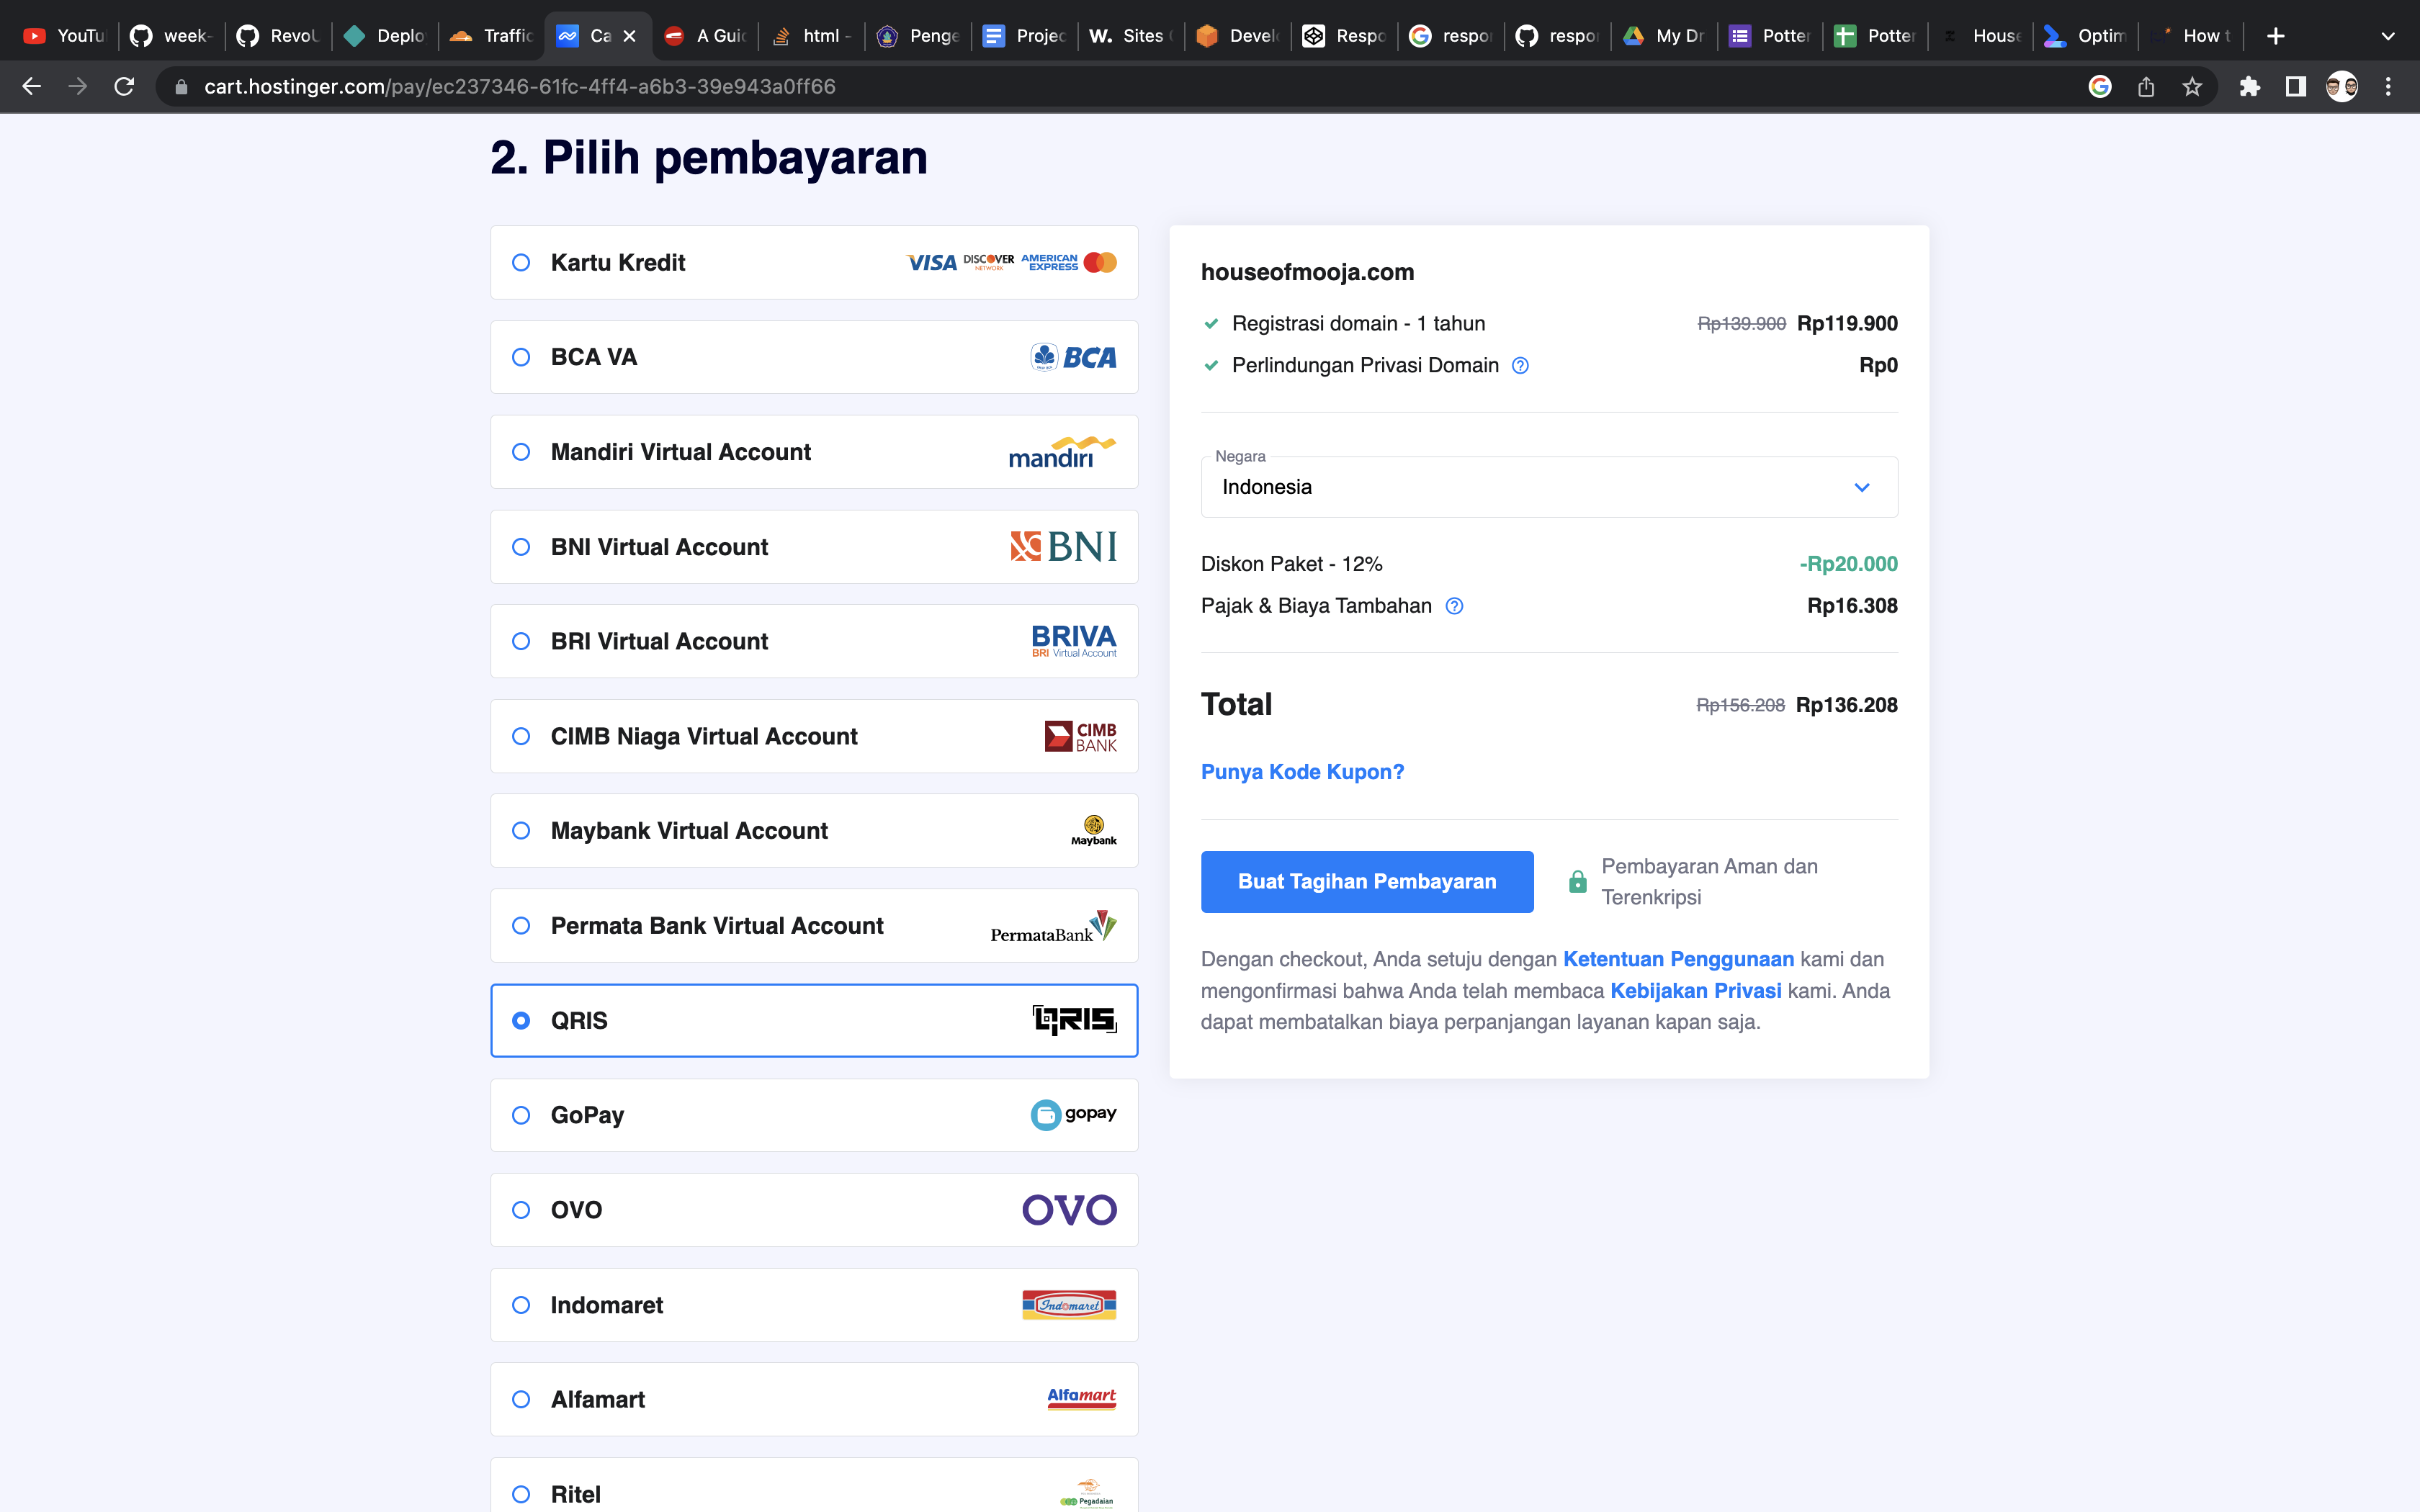 YouTu
week-
RevoU
Deplo
Traffic
Ca
A Guid
html -
Penge
Projec
W. Sites
Devel
Respo
respo
respo
My Dr
Potter
Potter
House
Optim
How t
cart.hostinger.com/pay/ec237346-61fc-4ff4-a6b3-39e943a0ff66
2. Pilih pembayaran
Kartu Kredit
VISA DISCOVER NETWORK AMERICAN EXPRESS
BCA VA
BCA
Mandiri Virtual Account
mandiri
BNI Virtual Account
BNI
BRI Virtual Account
BRIVA
BRI Virtual Account
CIMB Niaga Virtual Account
CIMB
BANK
Maybank Virtual Account
Maybank
Permata Bank Virtual Account
PermataBank
QRIS
QRIS
GoPay
gopay
OVO
OVO
Indomaret
Indomaret
Alfamart
Alfamart
Ritel
Pegadaian
houseofmooja.com
Registrasi domain - 1 tahun Rp139.900 Rp119.900
Perlindungan Privasi Domain Rp0
Negara
Indonesia
Diskon Paket - 12% -Rp20.000
Pajak & Biaya Tambahan Rp16.308
Total Rp156.208 Rp136.208
Punya Kode Kupon?
Buat Tagihan Pembayaran
Pembayaran Aman dan
Terenkripsi
Dengan checkout, Anda setuju dengan Ketentuan Penggunaan kami dan
mengonfirmasi bahwa Anda telah membaca Kebijakan Privasi kami. Anda
dapat membatalkan biaya perpanjangan layanan kapan saja.